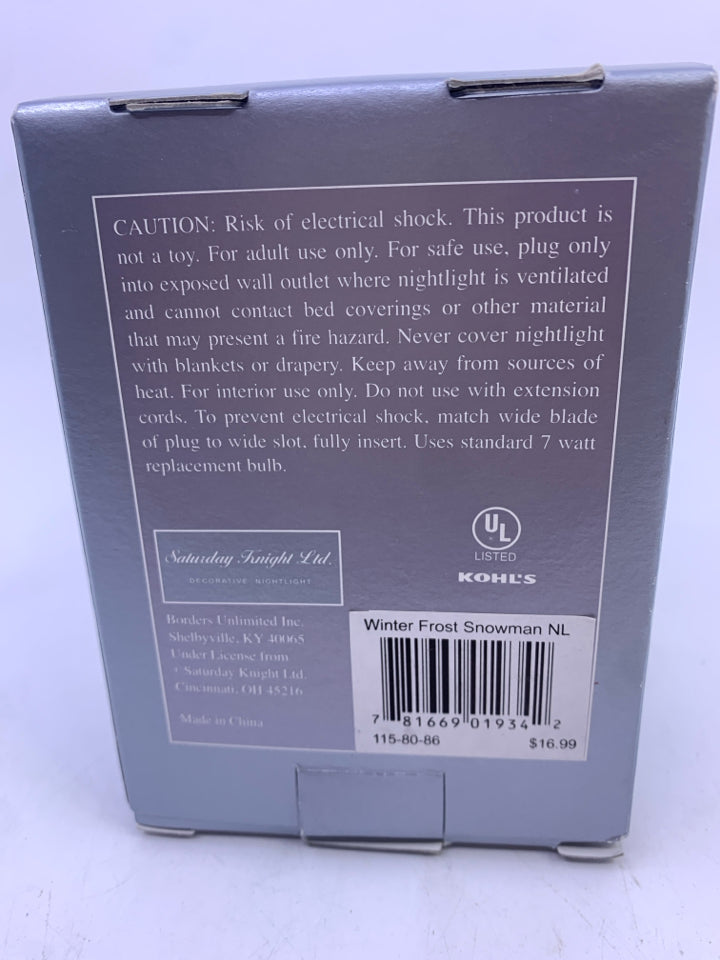 CAUTION: Risk of electrical shock. This product is
not a toy. For adult use only. For safe use, plug only
into exposed wall outlet where nightlight is ventilated
and cannot contact bed coverings or other material
that may present a fire hazard. Never cover nightlight
with blankets or drapery. Keep away from sources of
heat. For interior use only. Do not use with extension
cords. To prevent electrical shock, match wide blade
of plug to wide slot, fully insert. Uses standard 7 watt
replacement bulb.
UL
LISTED
KOHL'S
Saturday Knight Ltd.
DECORATIVE NIGHTLIGHT
Borders Unlimited Inc.
Shelbyville, KY 40065
Under License from
Saturday Knight Ltd.
Cincinnati, OH 45216
Made in China
Winter Frost Snowman NL
7 81669 01934 2
115-80-86 $16.99